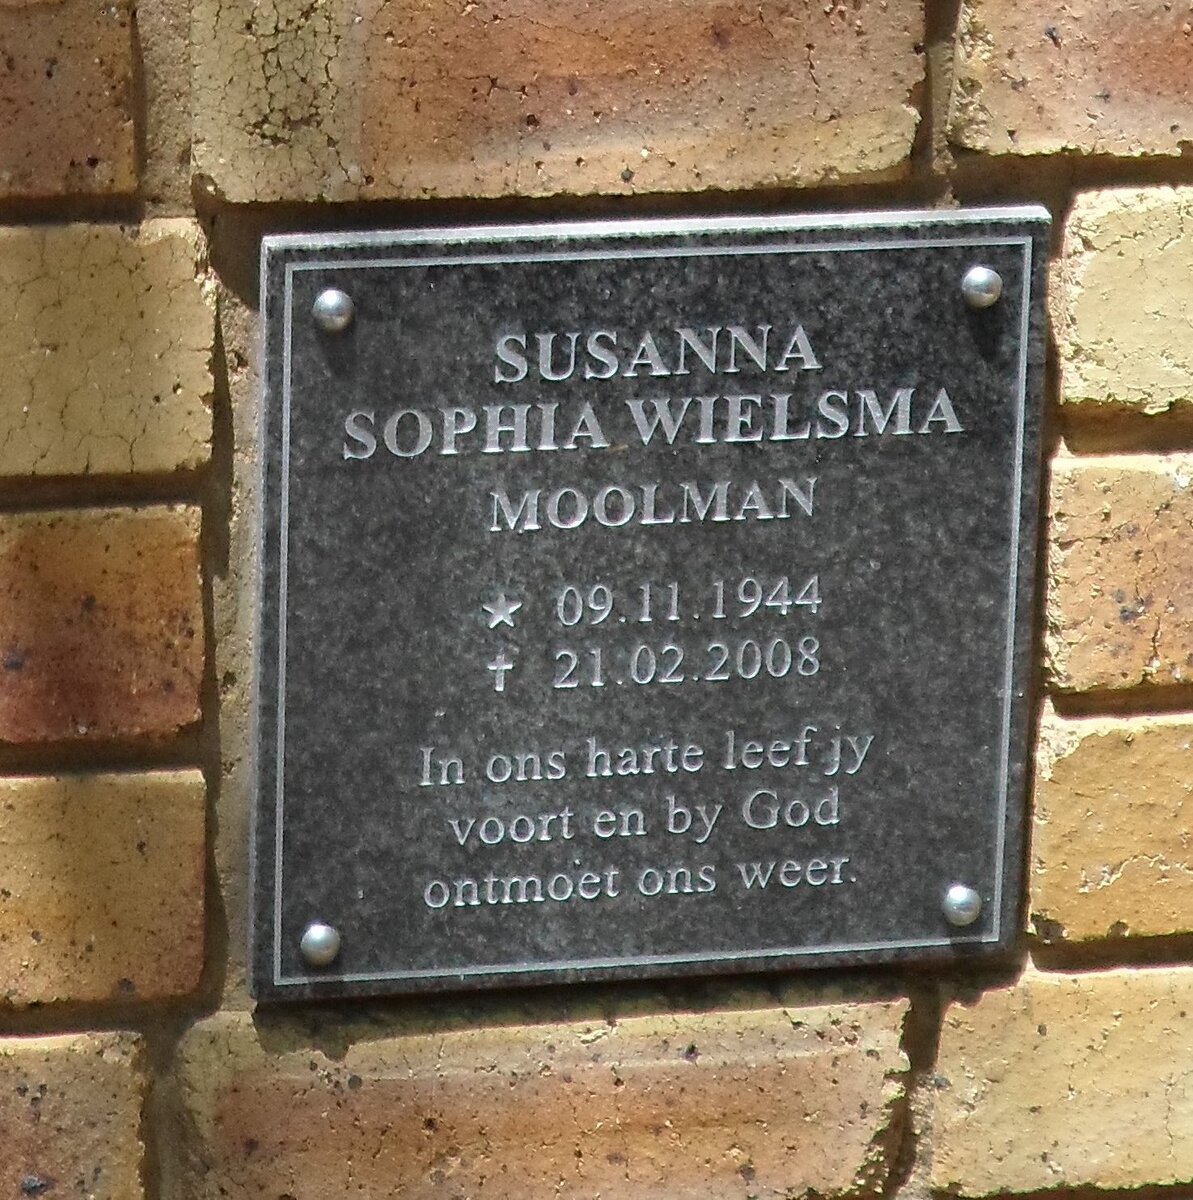 SUSANNA
SOPHIA WIELSMA
MOOLMAN
★ 09.11.1944
✝ 21.02.2008
In ons harte leef jy
voort en by God
ontmoet ons weer.